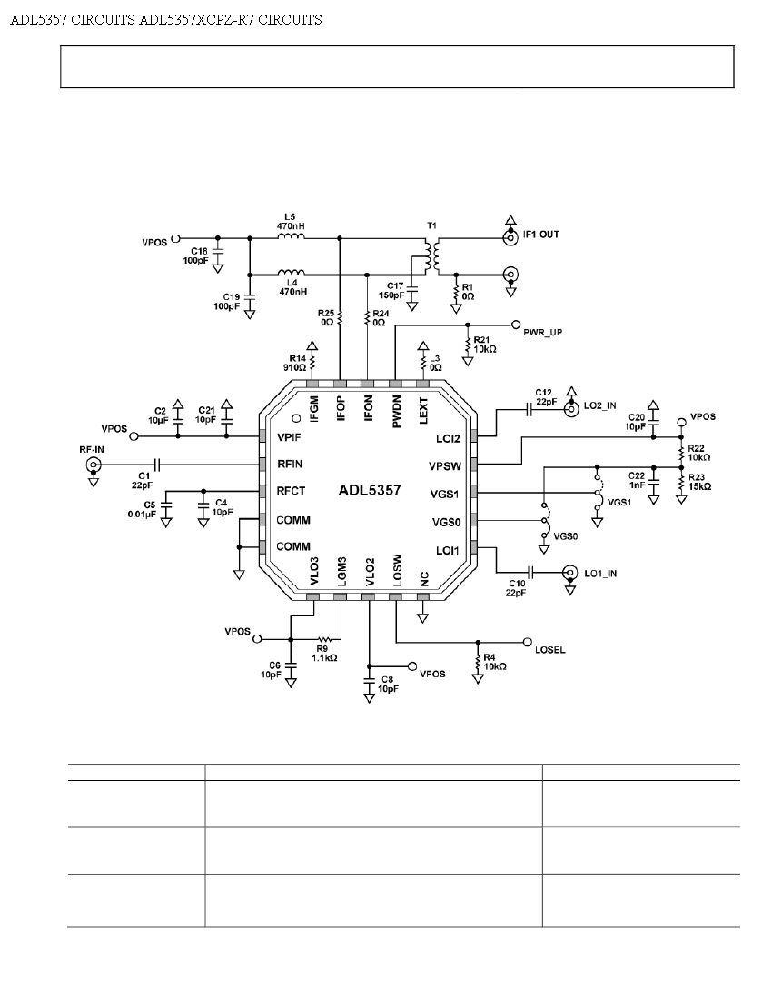 ADL5357 CIRCUITS ADL5357XCPZ-R7 CIRCUITS
L5
470nH
T1
VPOS
IF1-OUT
C18
100pF
L4
470nH
C17
150pF
R1
0Ω
C19
100pF
R25
0Ω
R24
0Ω
PWR_UP
R21
10kΩ
R14
910Ω
L3
0Ω
C2
10µF
C21
10pF
C12
22pF
LO2_IN
IFGM
IFOP
IFON
PWDN
LEXT
C20
10pF
VPOS
VPOS
VPIF
LOI2
R22
10kΩ
RF-IN
C1
22pF
RFIN
VPSW
C22
1nF
R23
15kΩ
C5
0.01µF
C4
10pF
RFCT
ADL5357
VGS1
VGS1
COMM
VGS0
VGS0
COMM
LOI1
VLO3
LGM3
VLO2
LOSW
NC
C10
22pF
LO1_IN
VPOS
R9
1.1kΩ
LOSEL
C6
10pF
R4
10kΩ
C8
10pF
VPOS